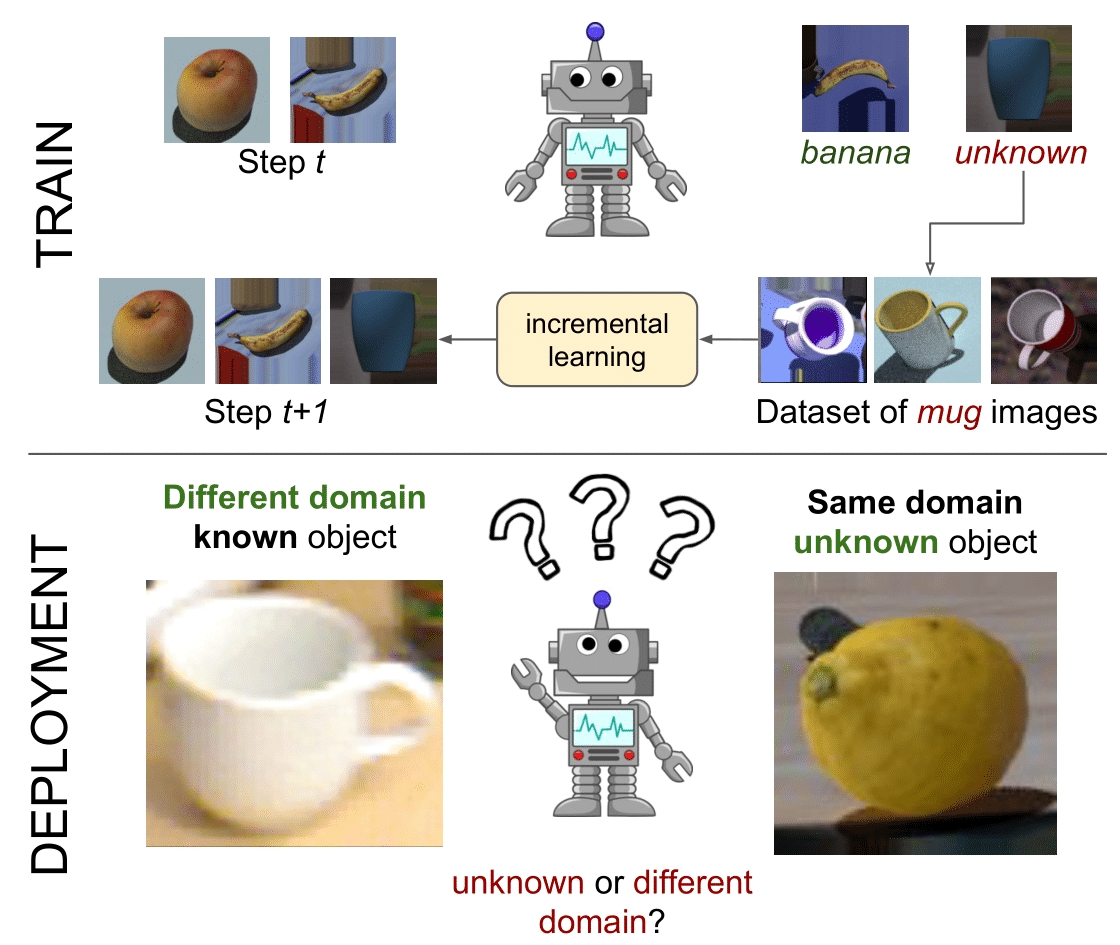 TRAIN
Step t
banana
unknown
incremental
learning
Step t+1
Dataset of mug images
DEPLOYMENT
Different domain
known object
Same domain
unknown object
unknown or different
domain?